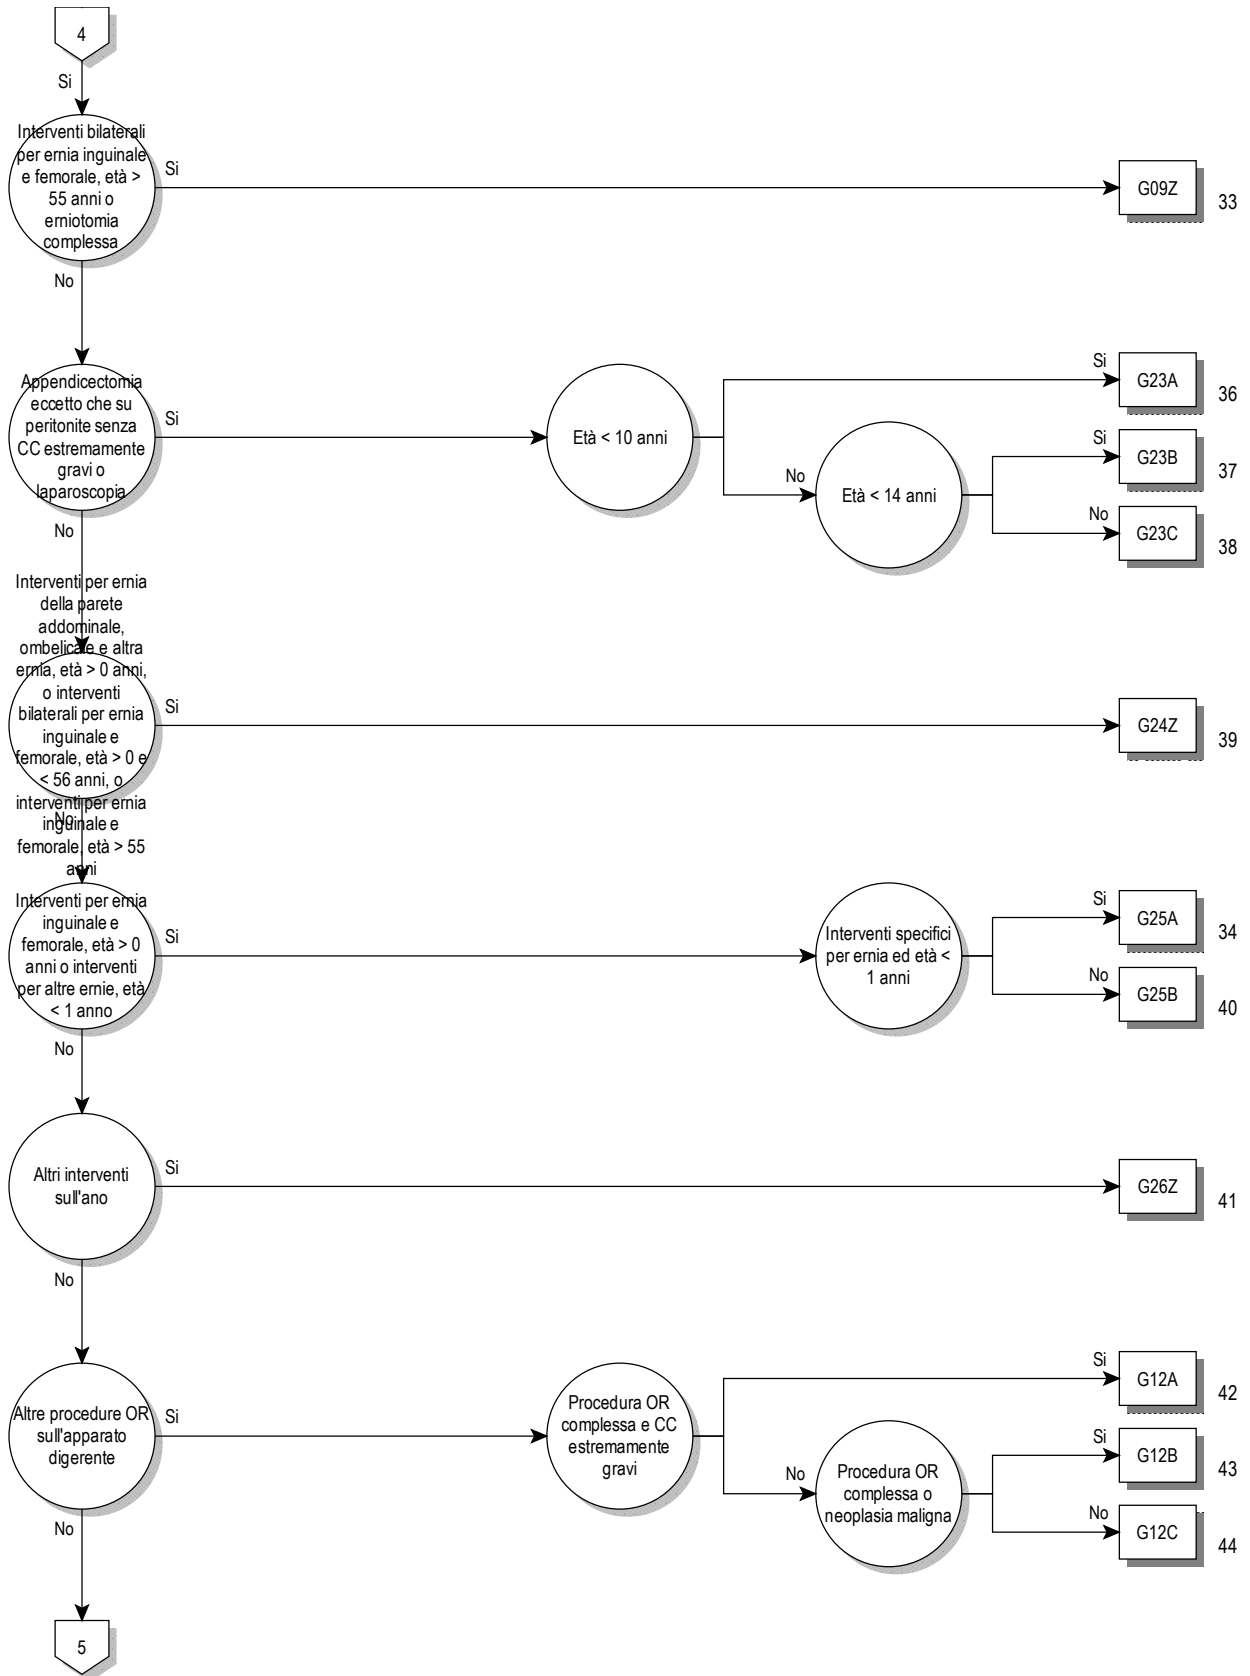 4
Si
Interventi bilaterali
per ernia inguinale
e femorale, età >
55 anni o
erniotomia
complessa
Si
G09Z
33
No
Appendicectomia
eccetto che su
peritonite senza
CC estremamente
gravi o
laparoscopia
Si
Età < 10 anni
Si
G23A
36
No
Età < 14 anni
Si
G23B
37
No
G23C
38
No
Interventi per ernia
della parete
addominale,
ombelicale e altra
ernia, età > 0 anni,
o interventi
bilaterali per ernia
inguinale e
femorale, età > 0 e
< 56 anni, o
interventi per ernia
inguinale e
femorale, età > 55
anni
Si
G24Z
39
No
Interventi per ernia
inguinale e
femorale, età > 0
anni o interventi
per altre ernie, età
< 1 anno
Si
Interventi specifici
per ernia ed età <
1 anni
Si
G25A
34
No
G25B
40
No
Altri interventi
sull'ano
Si
G26Z
41
No
Altre procedure OR
sull'apparato
digerente
Si
Procedura OR
complessa e CC
estremamente
gravi
Si
G12A
42
No
Procedura OR
complessa o
neoplasia maligna
Si
G12B
43
No
G12C
44
No
5